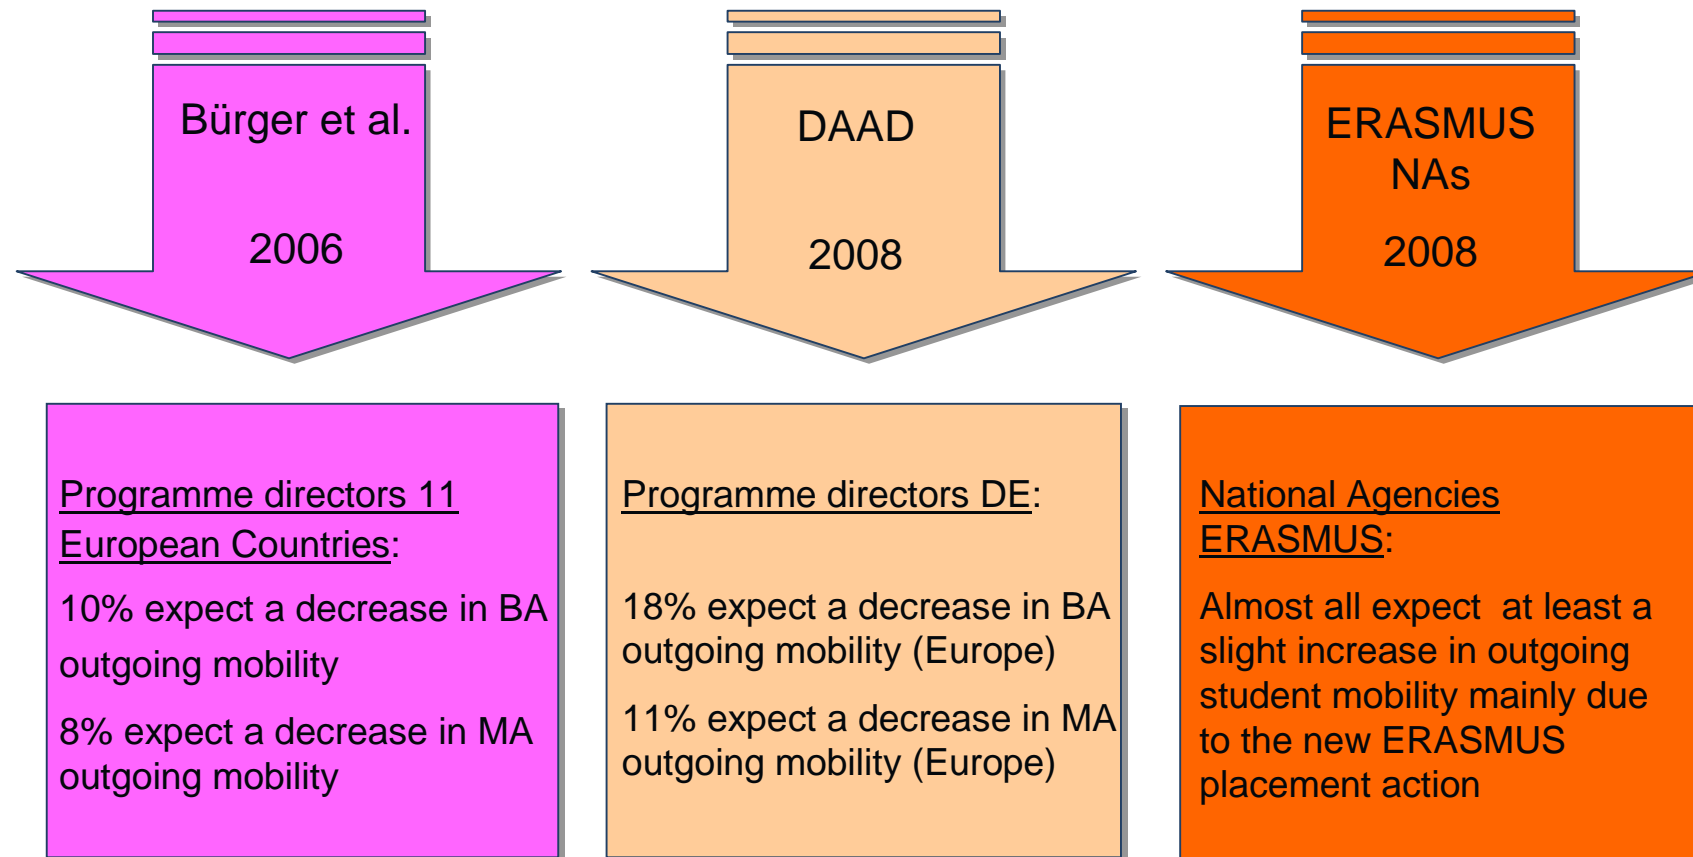 Bürger et al.
2006
DAAD
2008
ERASMUS
NAs
2008
Programme directors 11
European Countries:
10% expect a decrease in BA
outgoing mobility
8% expect a decrease in MA
outgoing mobility
Programme directors DE:
18% expect a decrease in BA
outgoing mobility (Europe)
11% expect a decrease in MA
outgoing mobility (Europe)
National Agencies
ERASMUS:
Almost all expect  at least a
slight increase in outgoing
student mobility mainly due
to the new ERASMUS
placement action